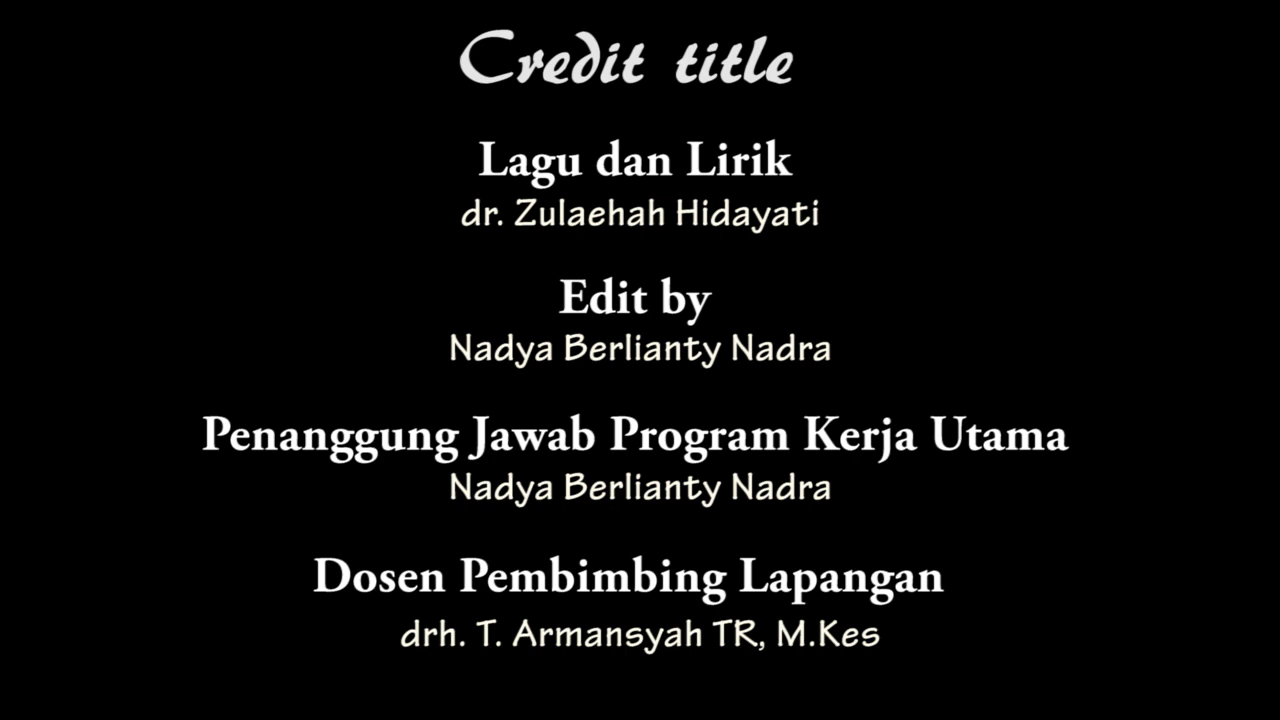 Credit title
Lagu dan Lirik
dr. Zulaehah Hidayati
Edit by
Nadya Berlianty Nadra
Penanggung Jawab Program Kerja Utama
Nadya Berlianty Nadra
Dosen Pembimbing Lapangan
drh. T. Armansyah TR, M.Kes